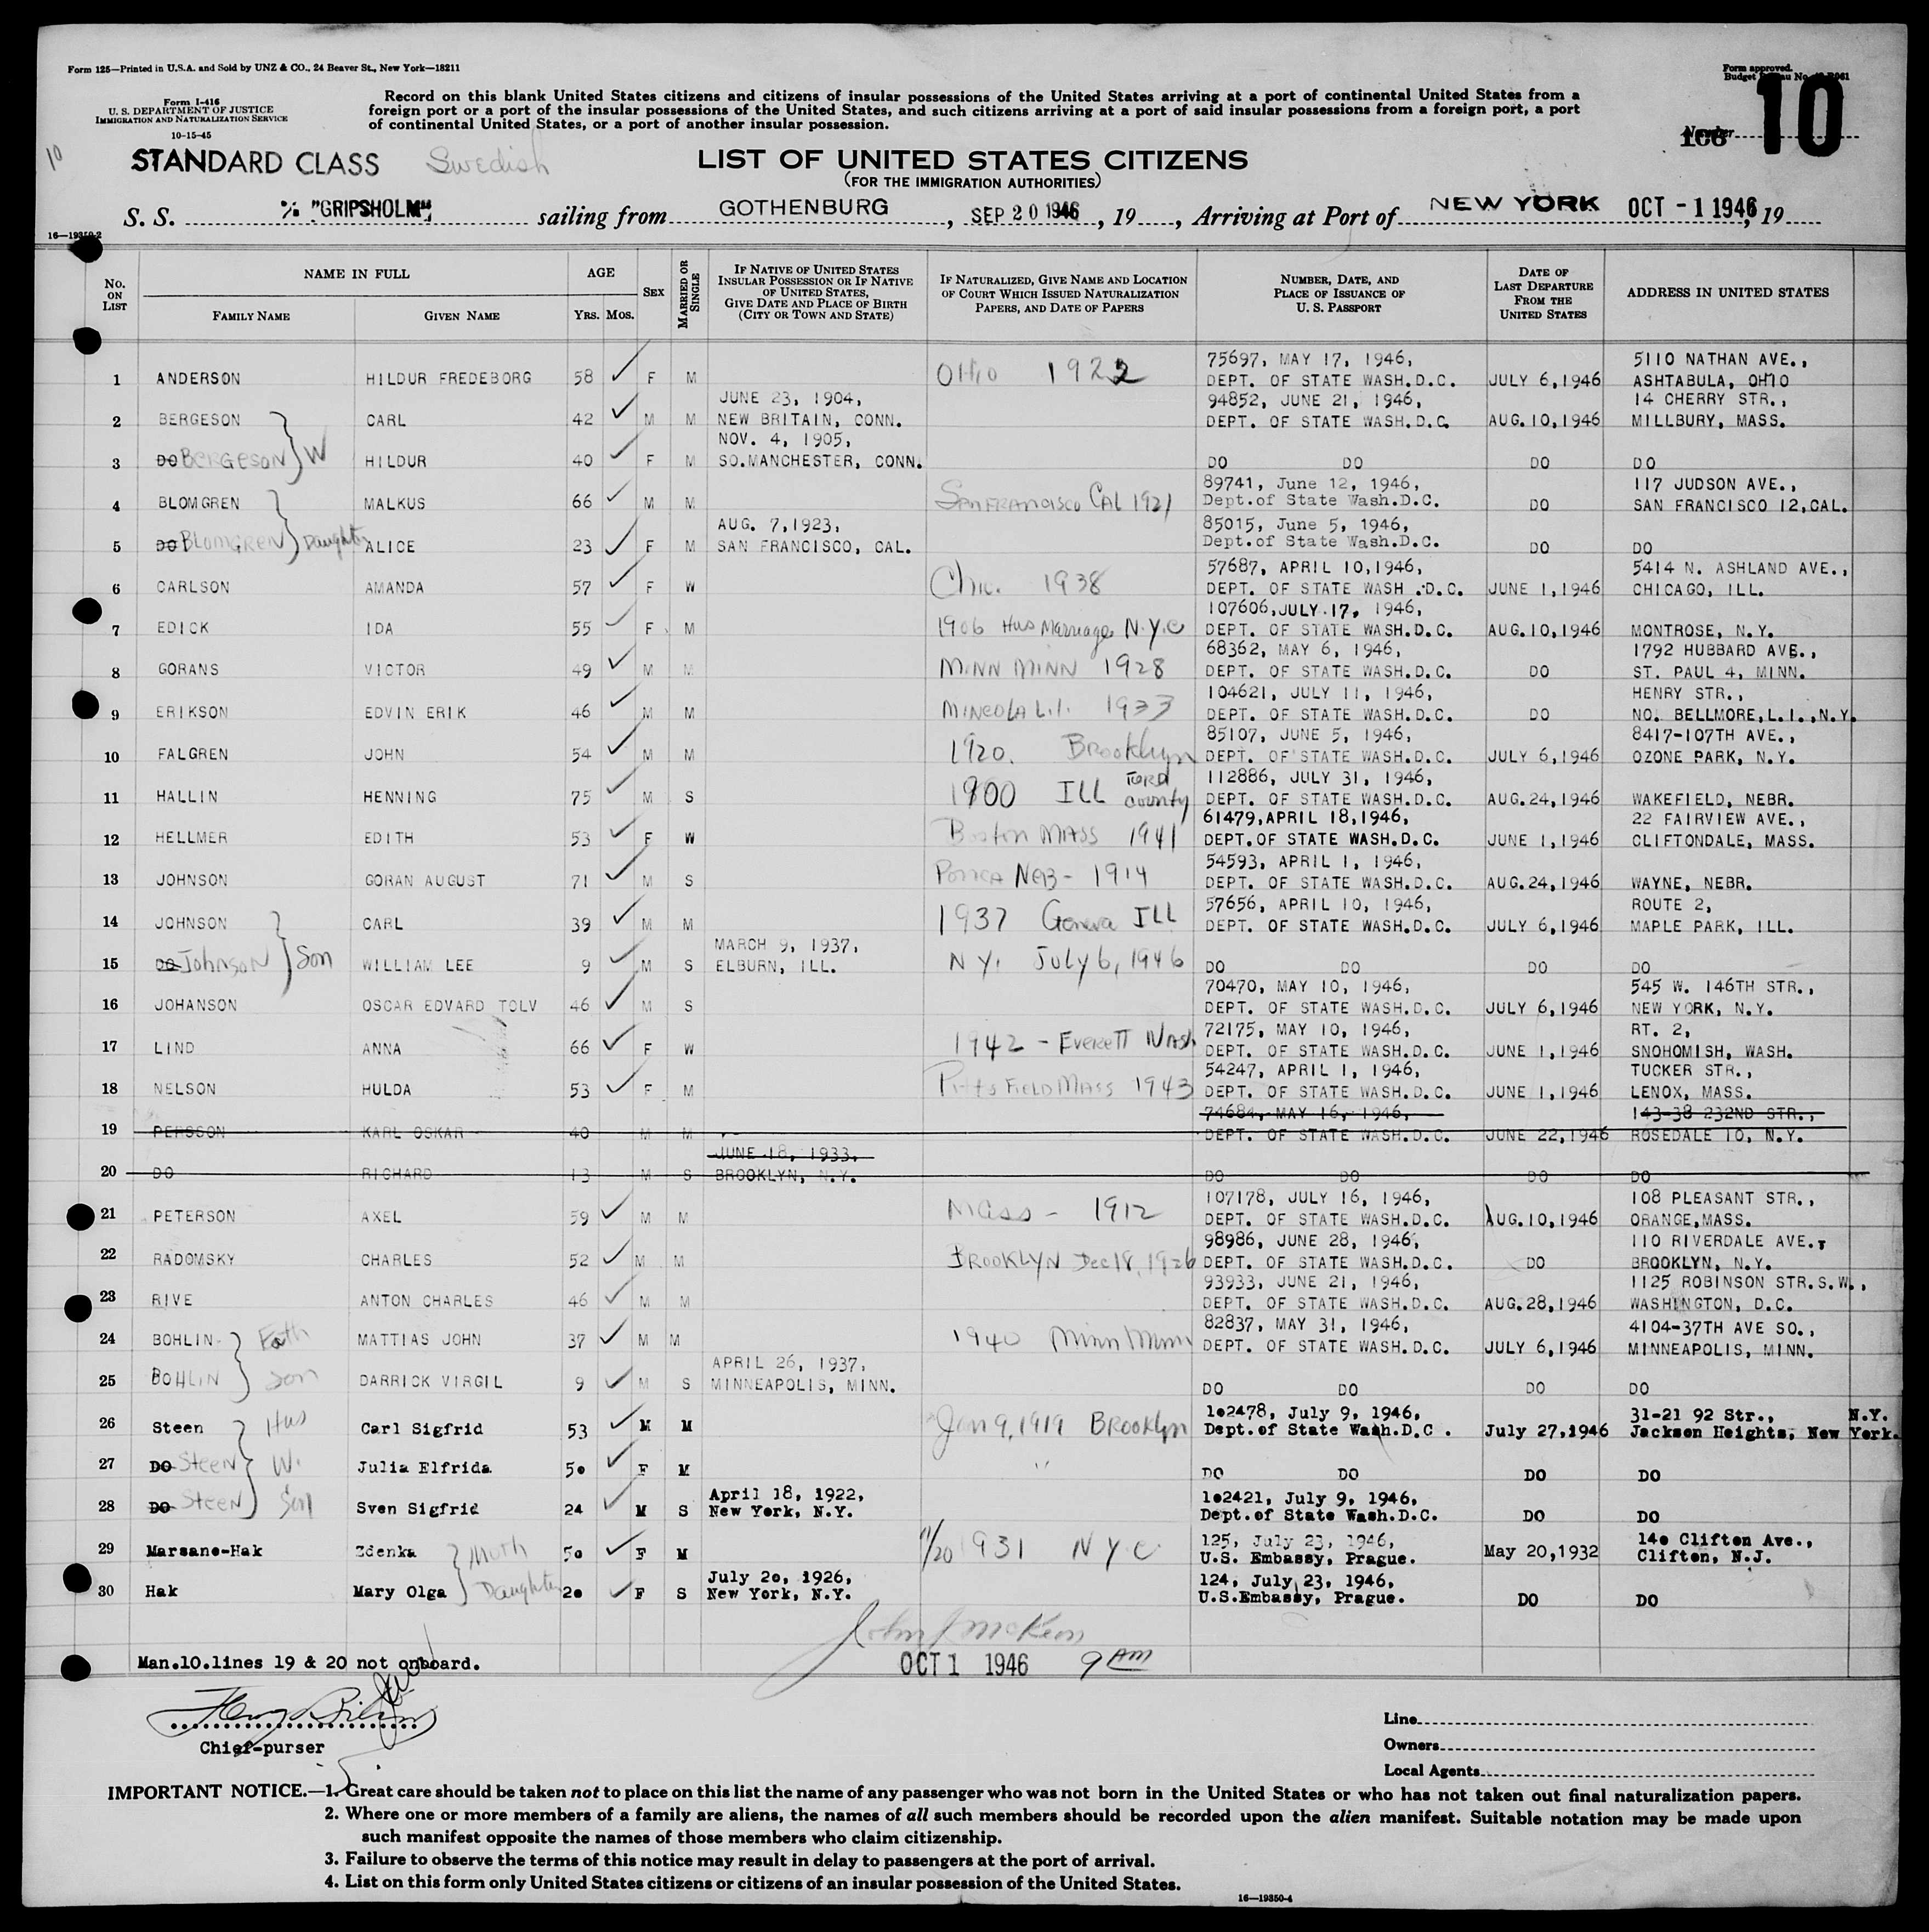 Form 125—Printed in U.S.A. and Sold by UNZ & CO., 24 Beaver St., New York—18211
Form approved.
Budget Bureau No.
Form I-416
U. S. DEPARTMENT OF JUSTICE
IMMIGRATION AND NATURALIZATION SERVICE
10-15-45
Record on this blank United States citizens and citizens of insular possessions of the United States arriving at a port of continental United States from a
foreign port or a port of the insular possessions of the United States, and such citizens arriving at a port of said insular possessions from a foreign port, a port
of continental United States, or a port of another insular possession.
Number 10
10
STANDARD CLASS Swedish
LIST OF UNITED STATES CITIZENS
(FOR THE IMMIGRATION AUTHORITIES)
S. S. "GRIPSHOLM" sailing from GOTHENBURG, SEP 20 1946, 19, Arriving at Port of NEW YORK OCT - 1 1946, 19
16—19350-2
No. ON LIST
NAME IN FULL
FAMILY NAME
GIVEN NAME
AGE
YRS. MOS.
SEX
MARRIED OR SINGLE
IF NATIVE OF UNITED STATES
INSULAR POSSESSION OR IF NATIVE
OF UNITED STATES,
GIVE DATE AND PLACE OF BIRTH
(CITY OR TOWN AND STATE)
IF NATURALIZED, GIVE NAME AND LOCATION
OF COURT WHICH ISSUED NATURALIZATION
PAPERS, AND DATE OF PAPERS
NUMBER, DATE, AND
PLACE OF ISSUANCE OF
U. S. PASSPORT
DATE OF
LAST DEPARTURE
FROM THE
UNITED STATES
ADDRESS IN UNITED STATES
75697, MAY 17, 1946, 5110 NATHAN AVE.,
1 ANDERSON HILDUR FREDEBORG 58 F M OHIO 1922 DEPT. OF STATE WASH.D.C. JULY 6,1946 ASHTABULA, OHIO
JUNE 23, 1904, 94852, JUNE 21, 1946, 14 CHERRY STR.,
2 BERGESON CARL 42 M M NEW BRITAIN, CONN. DEPT. OF STATE WASH.D.C. AUG.10,1946 MILLBURY, MASS.
NOV. 4, 1905,
3 DO BERGESON W HILDUR 40 F M SO.MANCHESTER, CONN. DO DO DO DO
89741, June 12, 1946, 117 JUDSON AVE.,
4 BLOMGREN MALKUS 66 M M SAN FRANCISCO CAL 1921 Dept.of State Wash.D.C. DO SAN FRANCISCO 12,CAL.
AUG. 7,1923, 85015, June 5, 1946,
5 DO BLOMGREN Daughter ALICE 23 F M SAN FRANCISCO, CAL. Dept.of State Wash.D.C. DO DO
57687, APRIL 10,1946, 5414 N. ASHLAND AVE.,
6 CARLSON AMANDA 57 F W Chic. 1938 DEPT. OF STATE WASH .D.C. JUNE 1,1946 CHICAGO, ILL.
107606,JULY 17, 1946,
7 EDICK IDA 55 F M 1906 Hus Marriage N.Y.C DEPT. OF STATE WASH.D.C. AUG.10,1946 MONTROSE, N.Y.
68362, MAY 6, 1946, 1792 HUBBARD AVE.,
8 GORANS VICTOR 49 M M MINN MINN 1928 DEPT. OF STATE WASH.D.C. DO ST. PAUL 4, MINN.
104621, JULY 11, 1946, HENRY STR.,
9 ERIKSON EDVIN ERIK 46 M M MINEOLA L.I. 1933 DEPT. OF STATE WASH.D.C. DO NO. BELLMORE,L.I.,N.Y.
85107, JUNE 5, 1946, 8417-107TH AVE.,
10 FALGREN JOHN 54 M M 1920. Brooklyn DEPT. OF STATE WASH.D.C. JULY 6,1946 OZONE PARK, N.Y.
112886, JULY 31, 1946,
11 HALLIN HENNING 75 M S 1900 ILL FORD county DEPT. OF STATE WASH.D.C. AUG.24,1946 WAKEFIELD, NEBR.
61479,APRIL 18,1946, 22 FAIRVIEW AVE.,
12 HELLMER EDITH 53 F W Boston MASS 1941 DEPT.OF STATE WASH.D.C. JUNE 1,1946 CLIFTONDALE, MASS.
54593, APRIL 1, 1946,
13 JOHNSON GORAN AUGUST 71 M S Ponca NEB- 1914 DEPT. OF STATE WASH.D.C. AUG.24,1946 WAYNE, NEBR.
57656, APRIL 10, 1946, ROUTE 2,
14 JOHNSON CARL 39 M M 1937 Geneva ILL DEPT. OF STATE WASH.D.C. JULY 6,1946 MAPLE PARK, ILL.
MARCH 9, 1937,
15 DO Johnson Son WILLIAM LEE 9 M S ELBURN, ILL. N Y. July 6, 1946 DO DO DO DO
70470, MAY 10, 1946, 545 W. 146TH STR.,
16 JOHANSON OSCAR EDVARD TOLV 46 M S DEPT. OF STATE WASH.D.C. JULY 6,1946 NEW YORK, N.Y.
72175, MAY 10, 1946, RT. 2,
17 LIND ANNA 66 F W 1942 - EVERETT WASH DEPT. OF STATE WASH.D.C. JUNE 1,1946 SNOHOMISH, WASH.
54247, APRIL 1, 1946, TUCKER STR.,
18 NELSON HULDA 53 F M PITTSFIELD MASS 1943 DEPT. OF STATE WASH.D.C. JUNE 1,1946 LENOX, MASS.
74684, MAY 16, 1946, 143-38 232ND STR.,
19 PERSSON KARL OSKAR 40 M M DEPT. OF STATE WASH.D.C. JUNE 22,1946 ROSEDALE 10, N.Y.
JUNE 18, 1933,
20 DO RICHARD 13 M S BROOKLYN, N.Y. DO DO DO DO
107178, JULY 16, 1946, 108 PLEASANT STR.,
21 PETERSON AXEL 59 M M Mass - 1912 DEPT. OF STATE WASH.D.C. AUG.10,1946 ORANGE,MASS.
98986, JUNE 28, 1946, 110 RIVERDALE AVE.,
22 RADOMSKY CHARLES 52 M M BROOKLYN Dec 18, 1926 DEPT. OF STATE WASH.D.C. DO BROOKLYN, N.Y.
93933, JUNE 21, 1946, 1125 ROBINSON STR.S.W.,
23 RIVE ANTON CHARLES 46 M M DEPT. OF STATE WASH.D.C. AUG.28,1946 WASHINGTON, D.C.
82837, MAY 31, 1946, 4104-37TH AVE SO.,
24 BOHLIN Fath MATTIAS JOHN 37 M M 1940 Minn Minn DEPT. OF STATE WASH.D.C. JULY 6,1946 MINNEAPOLIS, MINN.
APRIL 26, 1937,
25 BOHLIN Son DARRICK VIRGIL 9 M S MINNEAPOLIS, MINN. DO DO DO DO
1o2478, July 9, 1946, 31-21 92 Str., N.Y.
26 Steen Hus Carl Sigfrid 53 M M Jan 9, 1919 Brooklyn Dept.of State Wash.D.C . July 27,1946 Jackson Heights, New York.
27 DO Steen W. Julia Elfrida 5o F M " DO DO DO DO
April 18, 1922, 1o2421, July 9, 1946,
28 DO STEEN Son Sven Sigfrid 24 M S New York, N.Y. Dept.of State Wash.D.C. DO DO
125, July 23, 1946, 14o Clifton Ave.,
29 Marsano-Hak Zdenka Moth 5o F M 11/20 1931 N Y C. U.S. Embassy, Prague. May 20,1932 Clifton, N.J.
July 2o, 1926, 124, July 23, 1946,
30 Hak Mary Olga Daughter 2o F S New York, N.Y. U.S.Embassy, Prague. DO DO
John J McKeon
Man.10.lines 19 & 20 not onboard.
OCT 1 1946 9 AM
Chief-purser
Line
Owners
Local Agents
IMPORTANT NOTICE.—1. Great care should be taken not to place on this list the name of any passenger who was not born in the United States or who has not taken out final naturalization papers.
2. Where one or more members of a family are aliens, the names of all such members should be recorded upon the alien manifest. Suitable notation may be made upon
such manifest opposite the names of those members who claim citizenship.
3. Failure to observe the terms of this notice may result in delay to passengers at the port of arrival.
4. List on this form only United States citizens or citizens of an insular possession of the United States.
16—19350-4